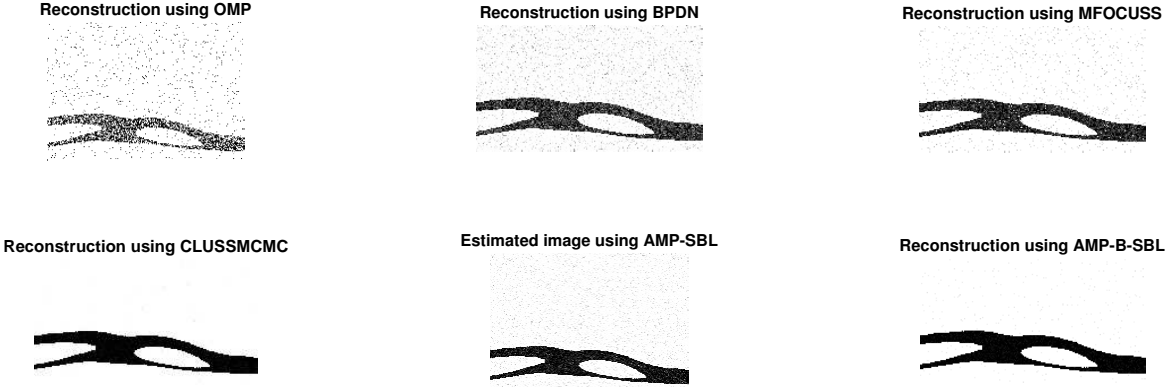 Reconstruction using OMP
Reconstruction using BPDN
Reconstruction using MFOCUSS
Reconstruction using CLUSSMCMC
Estimated image using AMP-SBL
Reconstruction using AMP-B-SBL